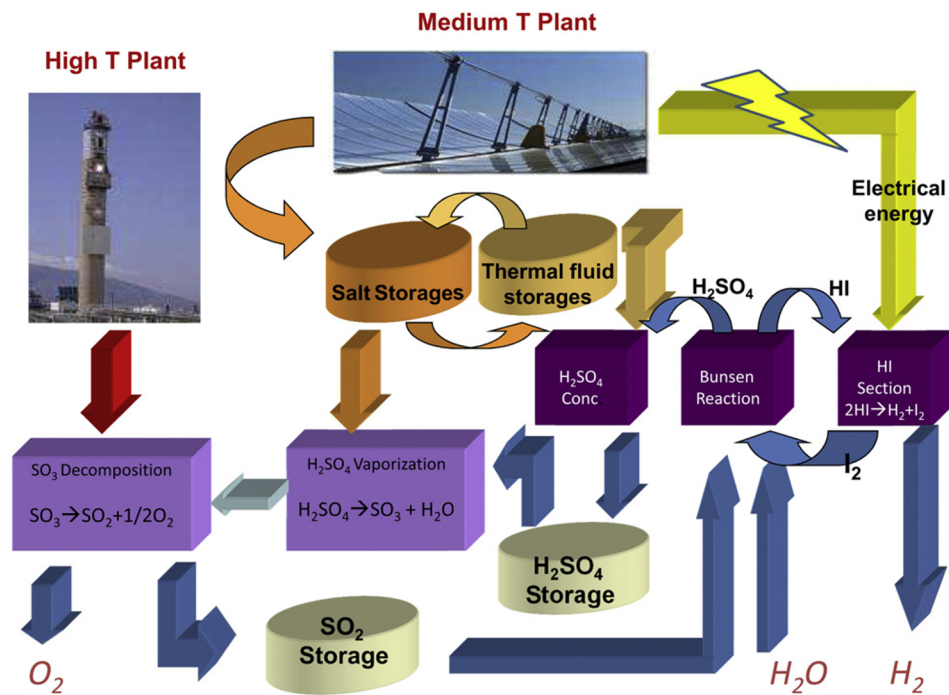 Medium T Plant
High T Plant
Electrical
energy
Salt Storages
Thermal fluid
storages
H₂SO₄
HI
H₂SO₄
Conc
Bunsen
Reaction
HI
Section
2HI→H₂+I₂
I₂
SO₃ Decomposition
SO₃→SO₂+1/2O₂
H₂SO₄ Vaporization
H₂SO₄→SO₃ + H₂O
H₂SO₄
Storage
SO₂
Storage
O₂
H₂O
H₂